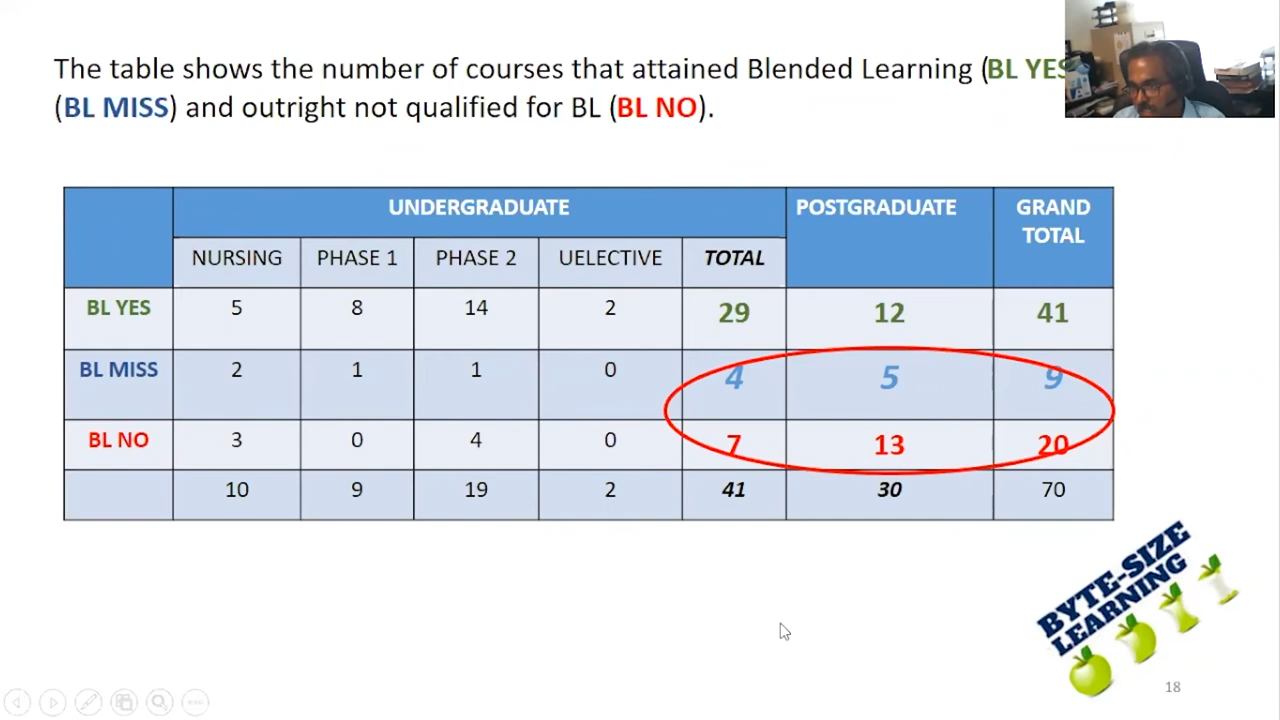 The table shows the number of courses that attained Blended Learning (BL YES
(BL MISS) and outright not qualified for BL (BL NO).
UNDERGRADUATE POSTGRADUATE GRAND TOTAL
NURSING PHASE 1 PHASE 2 UELECTIVE TOTAL
BL YES 5 8 14 2 29 12 41
BL MISS 2 1 1 0 4 5 9
BL NO 3 0 4 0 7 13 20
10 9 19 2 41 30 70
BYTE-SIZE
LEARNING
18